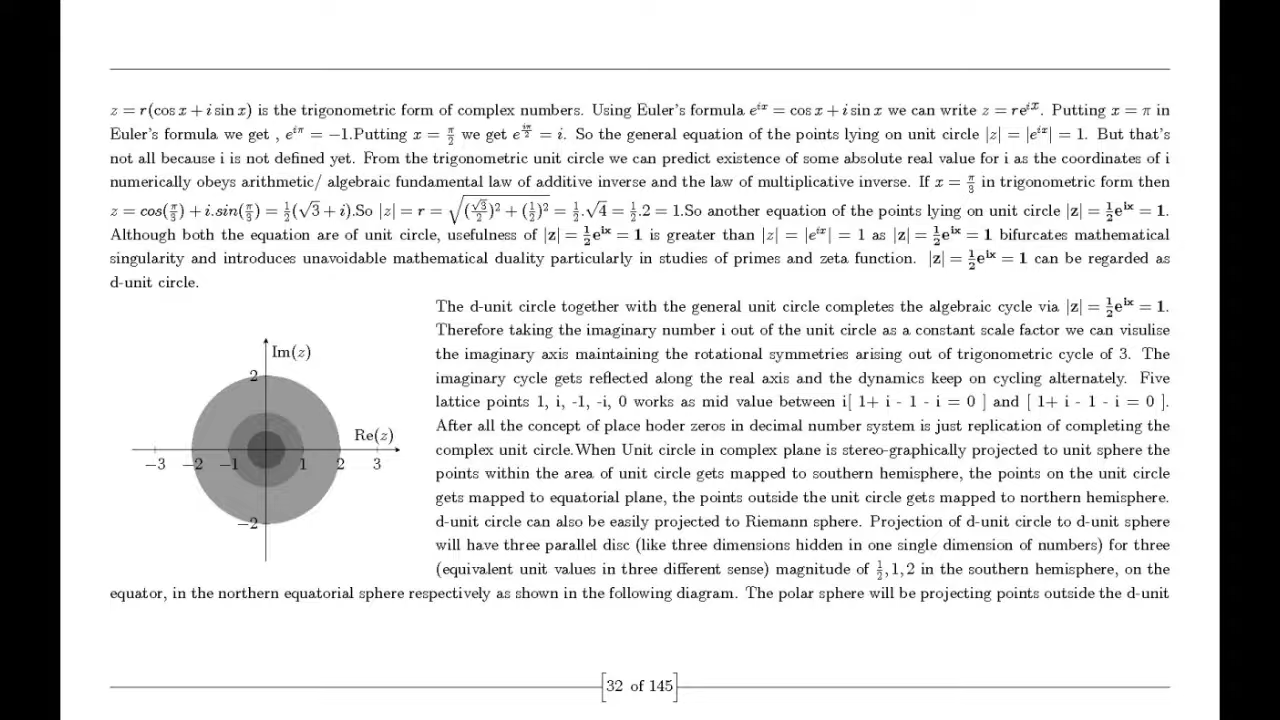 z = r(cos x + i sin x) is the trigonometric form of complex numbers. Using Euler's formula e^{ix} = cos x + i sin x we can write z = re^{ix}. Putting x = π in
Euler's formula we get , e^{iπ} = −1.Putting x = π/2 we get e^{iπ/2} = i. So the general equation of the points lying on unit circle |z| = |e^{ix}| = 1. But that's
not all because i is not defined yet. From the trigonometric unit circle we can predict existence of some absolute real value for i as the coordinates of i
numerically obeys arithmetic/ algebraic fundamental law of additive inverse and the law of multiplicative inverse. If x = π/3 in trigonometric form then
z = cos(π/3) + i.sin(π/3) = 1/2(√3 + i).So |z| = r = √((√3/2)² + (1/2)²) = 1/2.√4 = 1/2.2 = 1.So another equation of the points lying on unit circle |z| = 1/2e^{ix} = 1.
Although both the equation are of unit circle, usefulness of |z| = 1/2e^{ix} = 1 is greater than |z| = |e^{ix}| = 1 as |z| = 1/2e^{ix} = 1 bifurcates mathematical
singularity and introduces unavoidable mathematical duality particularly in studies of primes and zeta function. |z| = 1/2e^{ix} = 1 can be regarded as
d-unit circle.
The d-unit circle together with the general unit circle completes the algebraic cycle via |z| = 1/2e^{ix} = 1.
Therefore taking the imaginary number i out of the unit circle as a constant scale factor we can visulise
the imaginary axis maintaining the rotational symmetries arising out of trigonometric cycle of 3. The
imaginary cycle gets reflected along the real axis and the dynamics keep on cycling alternately. Five
lattice points 1, i, -1, -i, 0 works as mid value between i[ 1+ i - 1 - i = 0 ] and [ 1+ i - 1 - i = 0 ].
After all the concept of place hoder zeros in decimal number system is just replication of completing the
complex unit circle.When Unit circle in complex plane is stereo-graphically projected to unit sphere the
points within the area of unit circle gets mapped to southern hemisphere, the points on the unit circle
gets mapped to equatorial plane, the points outside the unit circle gets mapped to northern hemisphere.
d-unit circle can also be easily projected to Riemann sphere. Projection of d-unit circle to d-unit sphere
will have three parallel disc (like three dimensions hidden in one single dimension of numbers) for three
(equivalent unit values in three different sense) magnitude of 1/2, 1, 2 in the southern hemisphere, on the
equator, in the northern equatorial sphere respectively as shown in the following diagram. The polar sphere will be projecting points outside the d-unit
Im(z)
2
Re(z)
−3 −2 −1 1 2 3
−2
32 of 145